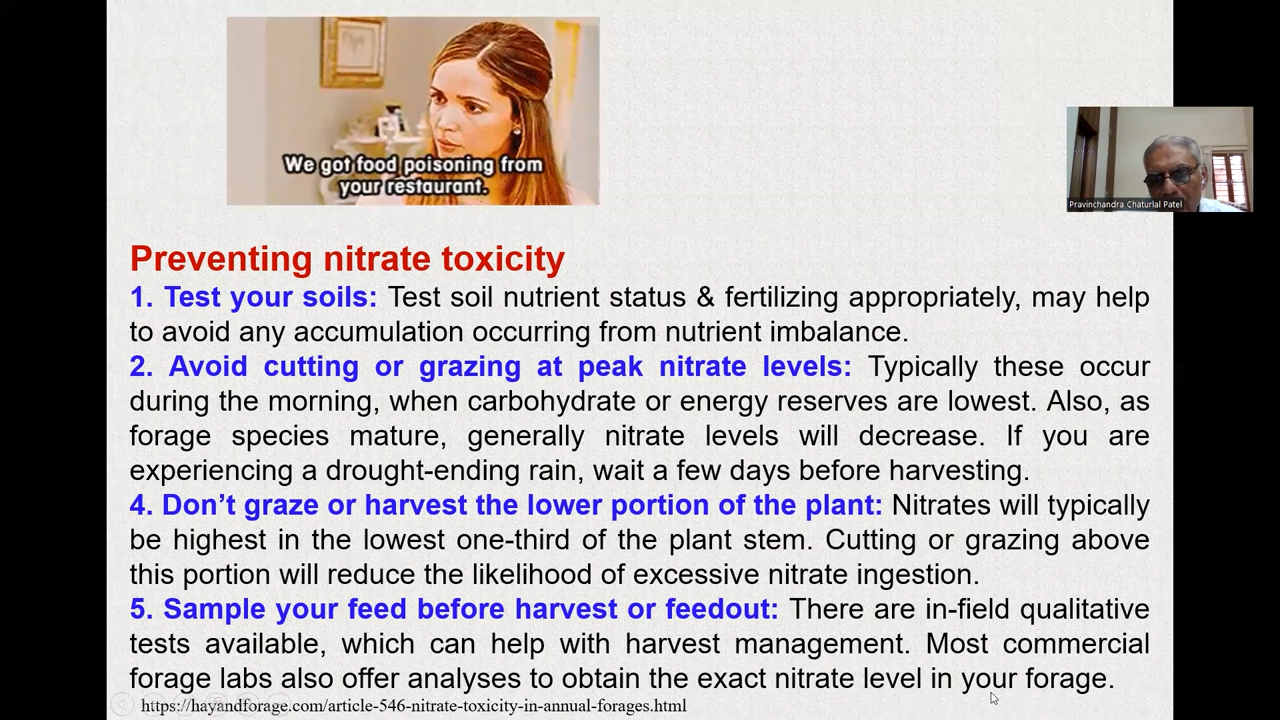 We got food poisoning from
your restaurant.
Pravinchandra Chaturlal Patel
Preventing nitrate toxicity
1. Test your soils: Test soil nutrient status & fertilizing appropriately, may help
to avoid any accumulation occurring from nutrient imbalance.
2. Avoid cutting or grazing at peak nitrate levels: Typically these occur
during the morning, when carbohydrate or energy reserves are lowest. Also, as
forage species mature, generally nitrate levels will decrease. If you are
experiencing a drought-ending rain, wait a few days before harvesting.
4. Don’t graze or harvest the lower portion of the plant: Nitrates will typically
be highest in the lowest one-third of the plant stem. Cutting or grazing above
this portion will reduce the likelihood of excessive nitrate ingestion.
5. Sample your feed before harvest or feedout: There are in-field qualitative
tests available, which can help with harvest management. Most commercial
forage labs also offer analyses to obtain the exact nitrate level in your forage.
https://hayandforage.com/article-546-nitrate-toxicity-in-annual-forages.html